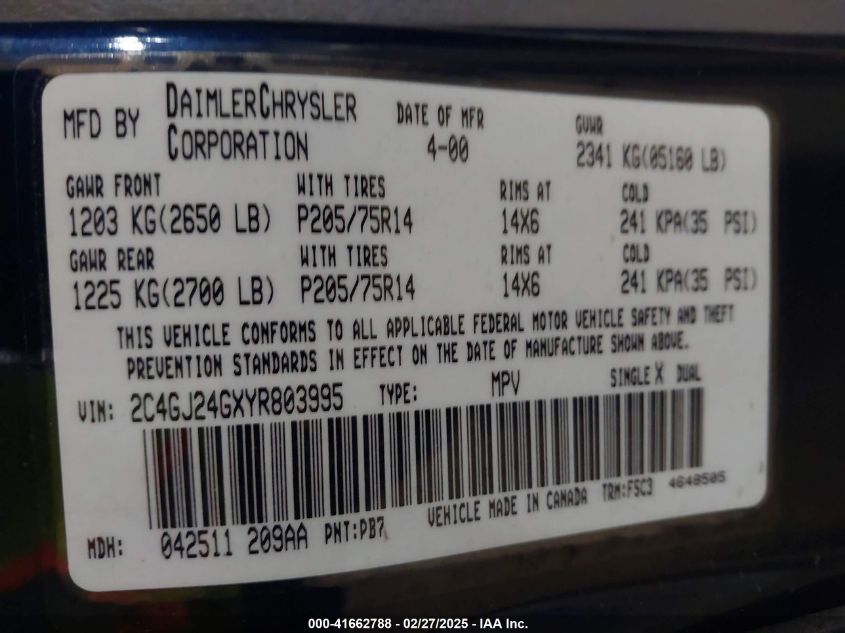 MFD BY DAIMLERCHRYSLER CORPORATION DATE OF MFR 4-00 GVWR 2341 KG(05160 LB)
GAWR FRONT WITH TIRES RIMS AT COLD
1203 KG(2650 LB) P205/75R14 14X6 241 KPA(35 PSI)
GAWR REAR WITH TIRES RIMS AT COLD
1225 KG(2700 LB) P205/75R14 14X6 241 KPA(35 PSI)
THIS VEHICLE CONFORMS TO ALL APPLICABLE FEDERAL MOTOR VEHICLE SAFETY AND THEFT
PREVENTION STANDARDS IN EFFECT ON THE DATE OF MANUFACTURE SHOWN ABOVE.
VIN: 2C4GJ24GXYR803995 TYPE: MPV SINGLE X DUAL
MDH: 042511 209AA PNT:PB7 VEHICLE MADE IN CANADA TRM:FSC3 4648505
000-41662788 - 02/27/2025 - IAA Inc.